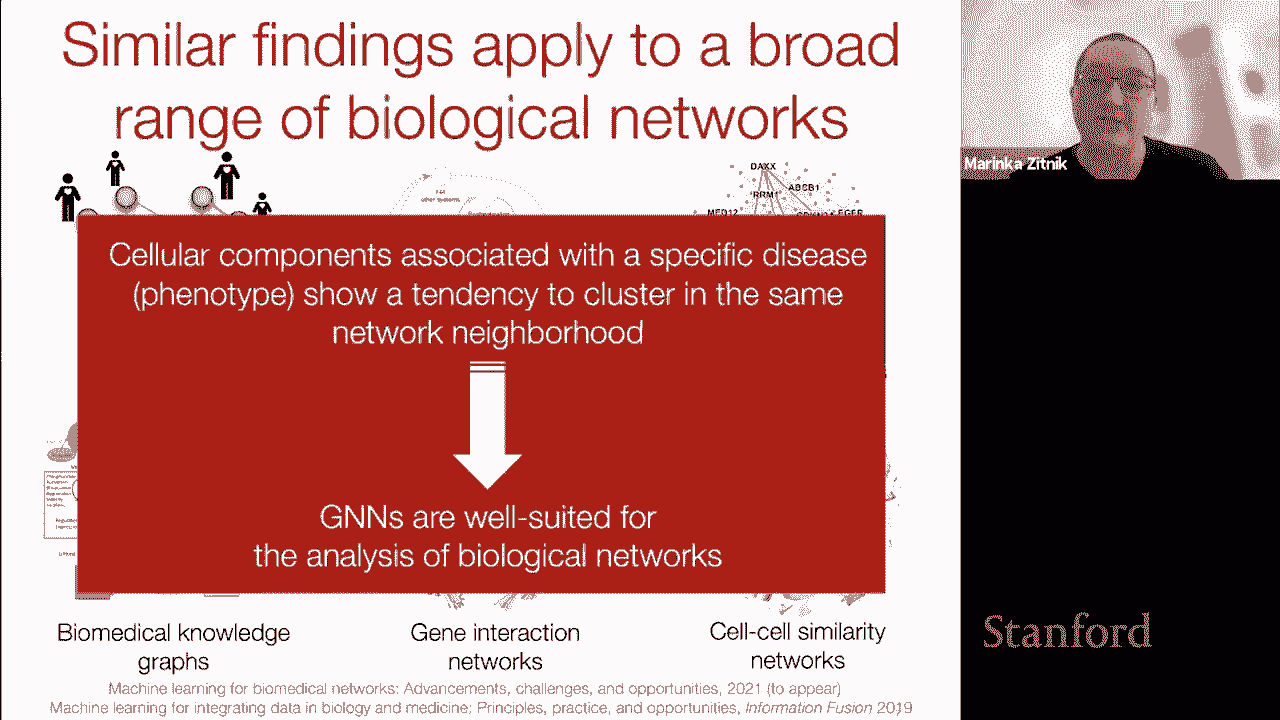 Similar findings apply to a broad
range of biological networks
Marinka Zitnik
DAXX
ABCB1
RRM1
MED12
EGFR
Cellular components associated with a specific disease
(phenotype) show a tendency to cluster in the same
network neighborhood
GNNs are well-suited for
the analysis of biological networks
Stanford
Biomedical knowledge
graphs
Gene interaction
networks
Cell-cell similarity
networks
Machine learning for biomedical networks: Advancements, challenges, and opportunities, 2021 (to appear)
Machine learning for integrating data in biology and medicine: Principles, practice, and opportunities, Information Fusion 2019